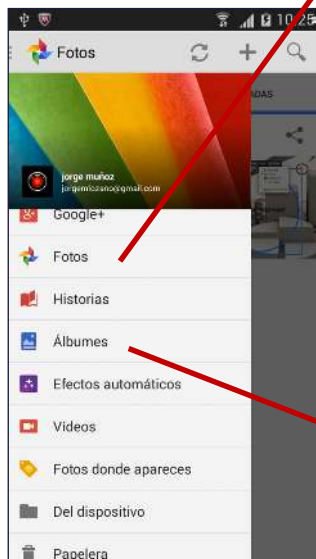 10:25
Fotos
ADAS
jorge muñoz
jorgemlozano@gmail.com
Google+
Fotos
Historias
Álbumes
Efectos automáticos
Vídeos
Fotos donde apareces
Del dispositivo
Papelera